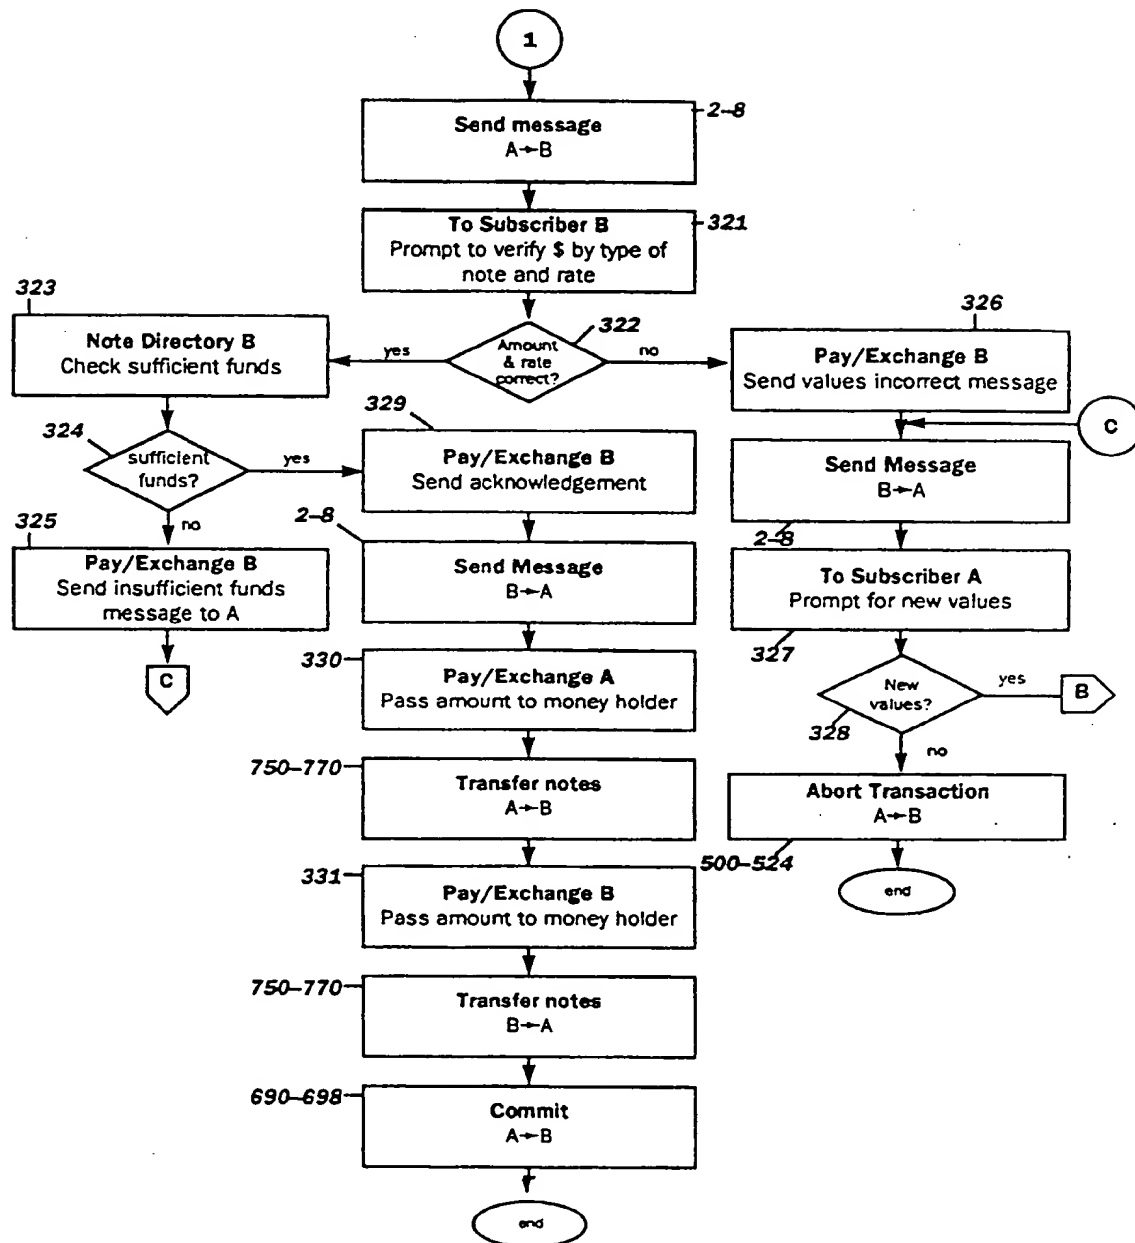 1
Send message
A→B
2–8
To Subscriber B
Prompt to verify $ by type of
note and rate
321
322
Amount
& rate
correct?
yes
no
323
Note Directory B
Check sufficient funds
324
sufficient
funds?
yes
no
325
Pay/Exchange B
Send insufficient funds
message to A
C
326
Pay/Exchange B
Send values incorrect message
C
Send Message
B→A
2–8
To Subscriber A
Prompt for new values
327
New
values?
328
yes
B
no
Abort Transaction
A→B
500–524
end
329
Pay/Exchange B
Send acknowledgement
2–8
Send Message
B→A
330
Pay/Exchange A
Pass amount to money holder
750–770
Transfer notes
A→B
331
Pay/Exchange B
Pass amount to money holder
750–770
Transfer notes
B→A
690–698
Commit
A→B
end